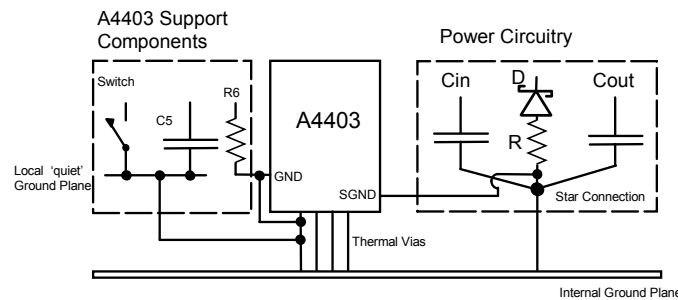 A4403 Support
Components
Power Circuitry
Switch
C5
R6
A4403
Cin
D
Cout
R
Local 'quiet'
Ground Plane
GND
SGND
Star Connection
Thermal Vias
Internal Ground Plane